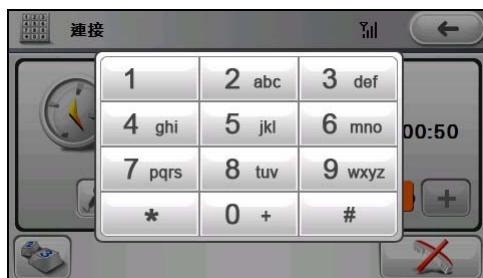 連接
1
2 abc
3 def
4 ghi
5 jkl
6 mno
00:50
7 pqrs
8 tuv
9 wxyz
*
0 +
#